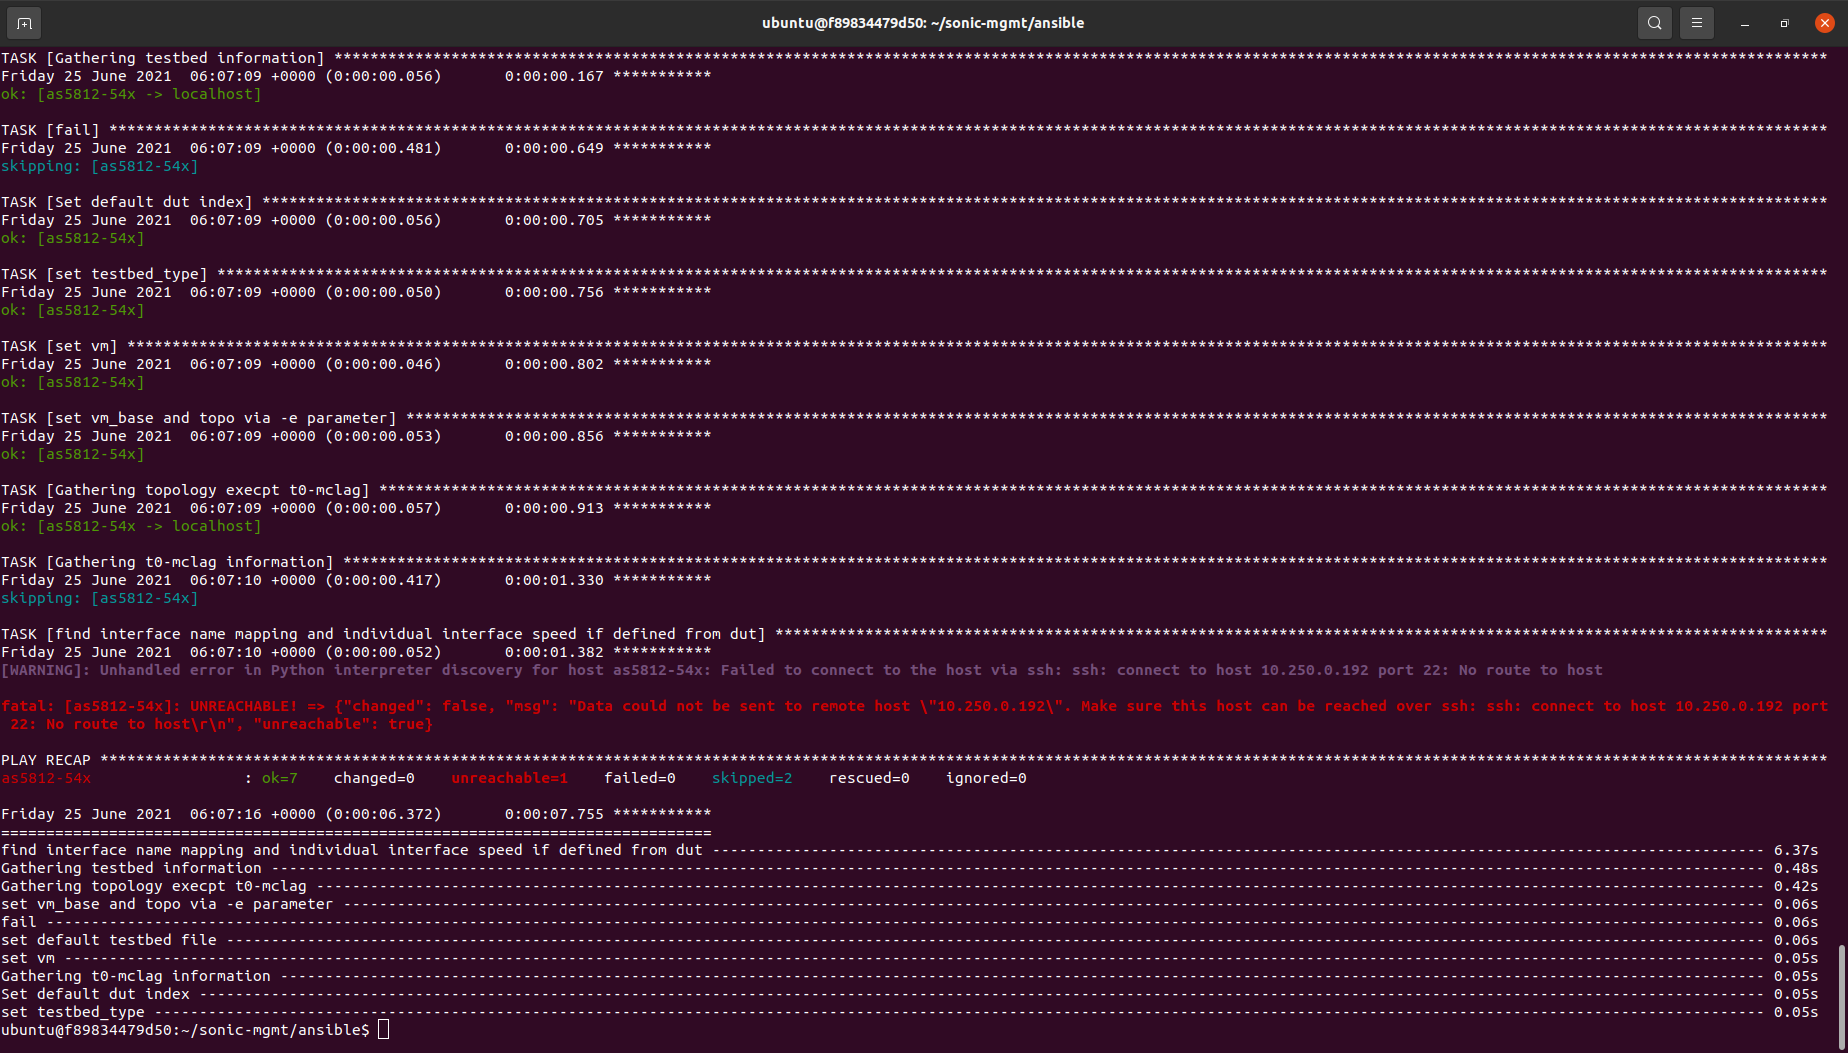 ubuntu@f89834479d50: ~/sonic-mgmt/ansible
TASK [Gathering testbed information] **********************************************************************************************************************************************************************
Friday 25 June 2021  06:07:09 +0000 (0:00:00.056)       0:00:00.167 ***********
ok: [as5812-54x -> localhost]
TASK [fail] ***********************************************************************************************************************************************************************************************
Friday 25 June 2021  06:07:09 +0000 (0:00:00.481)       0:00:00.649 ***********
skipping: [as5812-54x]
TASK [Set default dut index] ******************************************************************************************************************************************************************************
Friday 25 June 2021  06:07:09 +0000 (0:00:00.056)       0:00:00.705 ***********
ok: [as5812-54x]
TASK [set testbed_type] ***********************************************************************************************************************************************************************************
Friday 25 June 2021  06:07:09 +0000 (0:00:00.050)       0:00:00.756 ***********
ok: [as5812-54x]
TASK [set vm] *********************************************************************************************************************************************************************************************
Friday 25 June 2021  06:07:09 +0000 (0:00:00.046)       0:00:00.802 ***********
ok: [as5812-54x]
TASK [set vm_base and topo via -e parameter] **************************************************************************************************************************************************************
Friday 25 June 2021  06:07:09 +0000 (0:00:00.053)       0:00:00.856 ***********
ok: [as5812-54x]
TASK [Gathering topology execpt t0-mclag] *****************************************************************************************************************************************************************
Friday 25 June 2021  06:07:09 +0000 (0:00:00.057)       0:00:00.913 ***********
ok: [as5812-54x -> localhost]
TASK [Gathering t0-mclag information] *********************************************************************************************************************************************************************
Friday 25 June 2021  06:07:10 +0000 (0:00:00.417)       0:00:01.330 ***********
skipping: [as5812-54x]
TASK [find interface name mapping and individual interface speed if defined from dut] *********************************************************************************************************************
Friday 25 June 2021  06:07:10 +0000 (0:00:00.052)       0:00:01.382 ***********
[WARNING]: Unhandled error in Python interpreter discovery for host as5812-54x: Failed to connect to the host via ssh: ssh: connect to host 10.250.0.192 port 22: No route to host
fatal: [as5812-54x]: UNREACHABLE! => {"changed": false, "msg": "Data could not be sent to remote host \"10.250.0.192\". Make sure this host can be reached over ssh: ssh: connect to host 10.250.0.192 port
 22: No route to host\r\n", "unreachable": true}
PLAY RECAP ************************************************************************************************************************************************************************************************
as5812-54x                 : ok=7    changed=0    unreachable=1    failed=0    skipped=2    rescued=0    ignored=0
Friday 25 June 2021  06:07:16 +0000 (0:00:06.372)       0:00:07.755 ***********
===============================================================================
find interface name mapping and individual interface speed if defined from dut --------------------------------------------------------------------------------------------------------------------- 6.37s
Gathering testbed information ---------------------------------------------------------------------------------------------------------------------------------------------------------------------- 0.48s
Gathering topology execpt t0-mclag ----------------------------------------------------------------------------------------------------------------------------------------------------------------- 0.42s
set vm_base and topo via -e parameter -------------------------------------------------------------------------------------------------------------------------------------------------------------- 0.06s
fail ----------------------------------------------------------------------------------------------------------------------------------------------------------------------------------------------- 0.06s
set default testbed file --------------------------------------------------------------------------------------------------------------------------------------------------------------------------- 0.06s
set vm --------------------------------------------------------------------------------------------------------------------------------------------------------------------------------------------- 0.05s
Gathering t0-mclag information --------------------------------------------------------------------------------------------------------------------------------------------------------------------- 0.05s
Set default dut index ------------------------------------------------------------------------------------------------------------------------------------------------------------------------------ 0.05s
set testbed_type ----------------------------------------------------------------------------------------------------------------------------------------------------------------------------------- 0.05s
ubuntu@f89834479d50:~/sonic-mgmt/ansible$